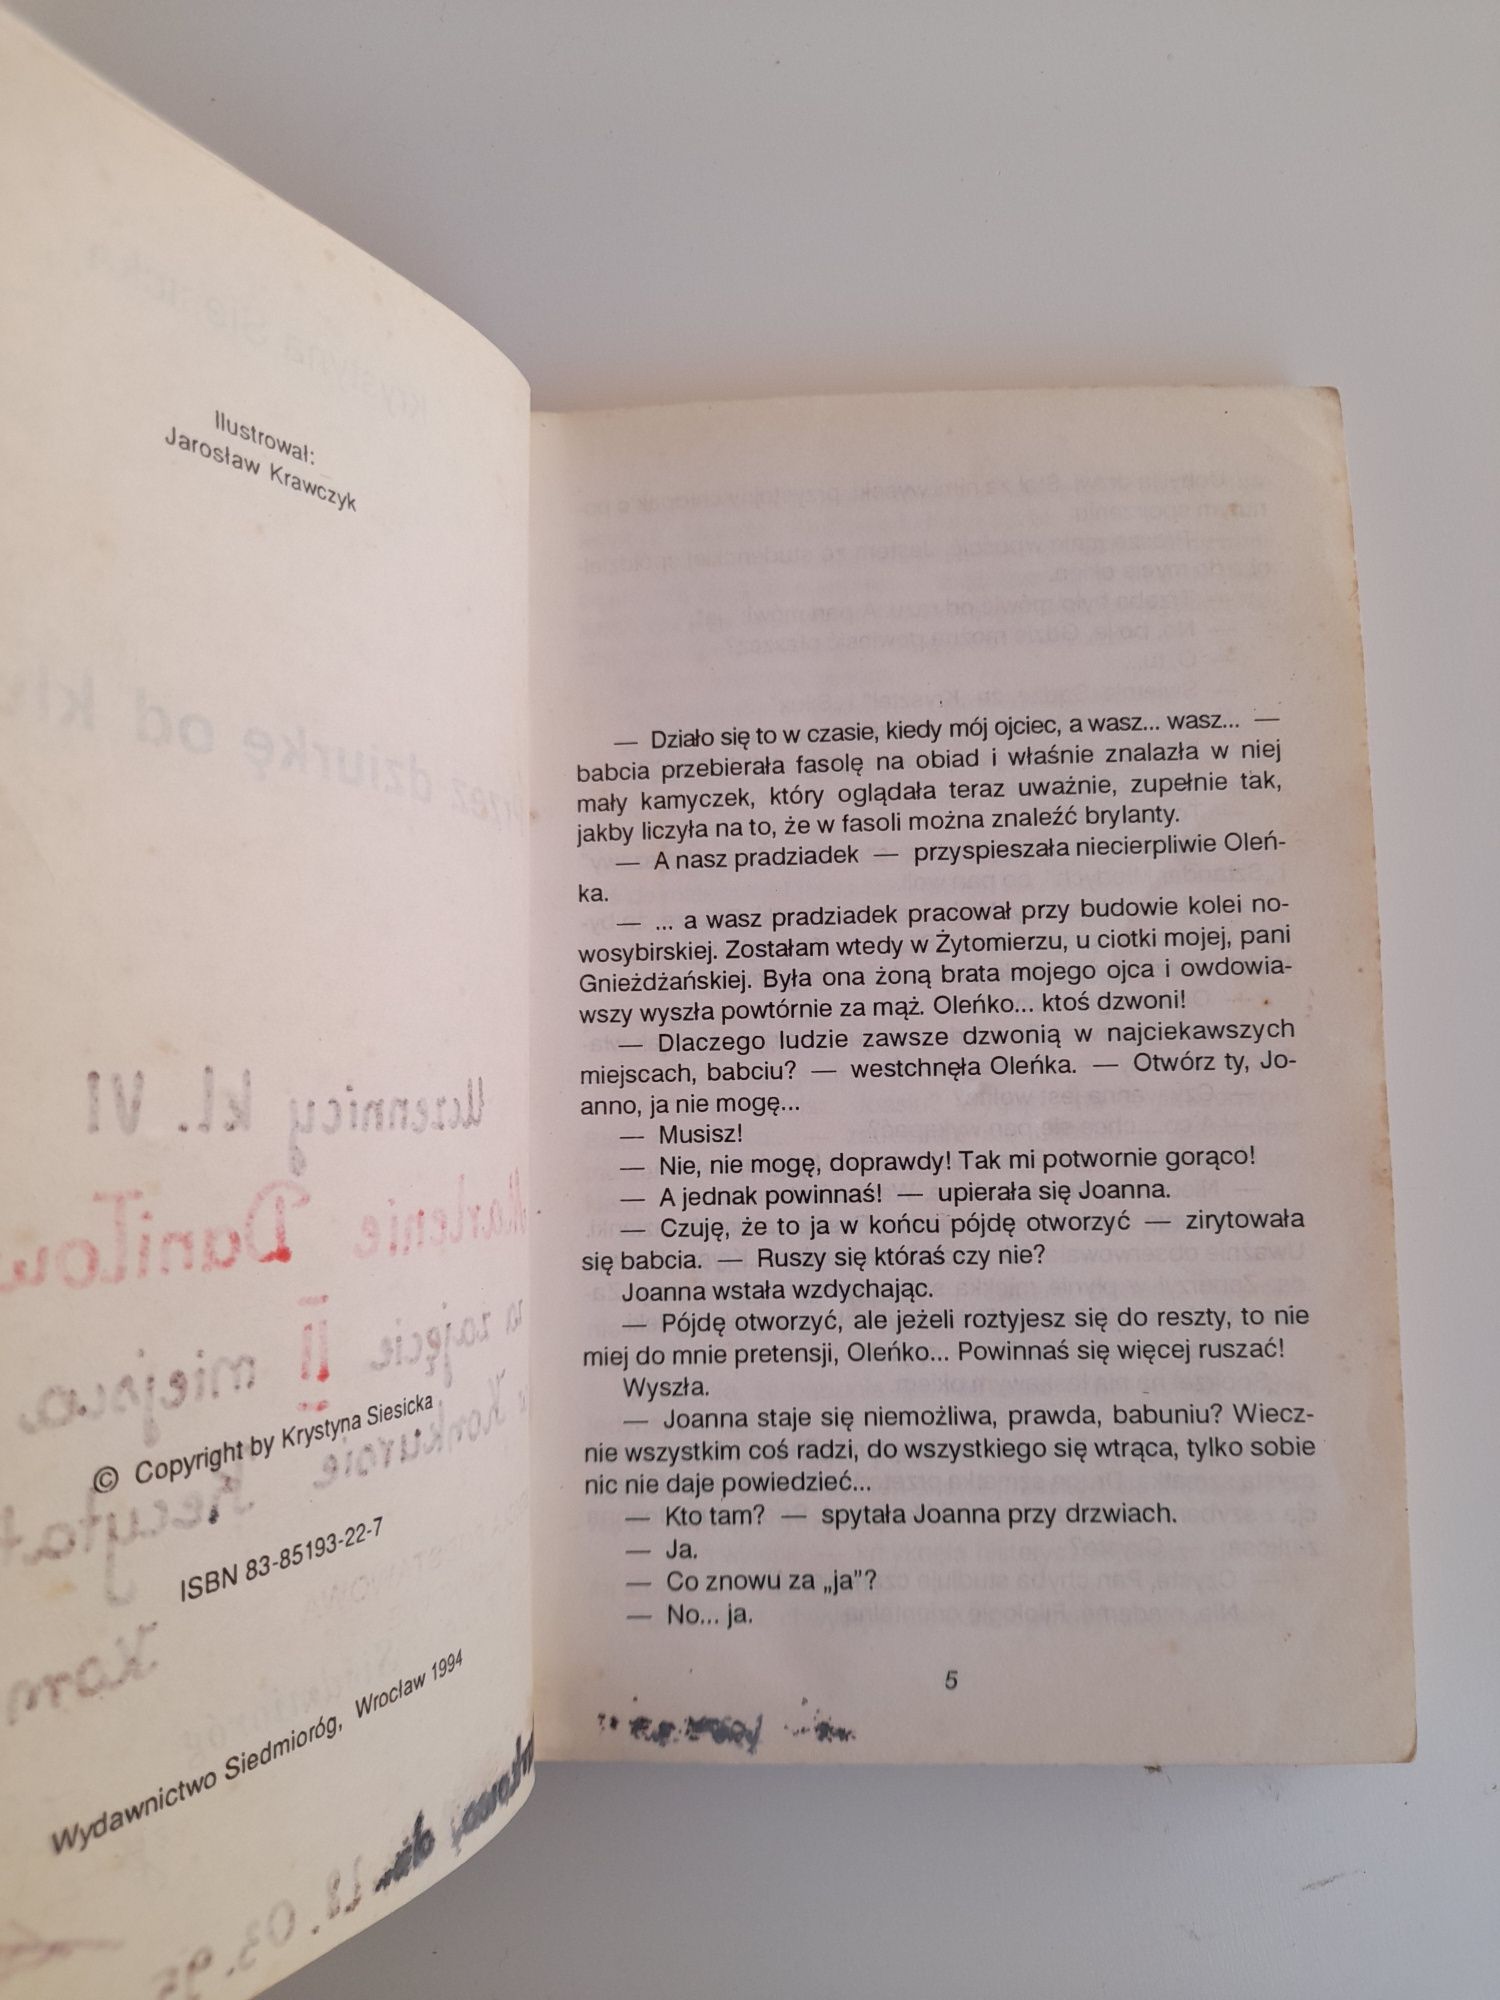 Ilustrował:
Jarosław Krawczyk
Uczennicy kl. VI
Marlenie
za zajęcie II miejsca
w Konkursie
© Copyright by Krystyna Siesicka
ISBN 83-85193-22-7
Wydawnictwo Siedmioróg, Wrocław 1994
— Działo się to w czasie, kiedy mój ojciec, a wasz... wasz... —
babcia przebierała fasolę na obiad i właśnie znalazła w niej
mały kamyczek, który oglądała teraz uważnie, zupełnie tak,
jakby liczyła na to, że w fasoli można znaleźć brylanty.
— A nasz pradziadek — przyspieszała niecierpliwie Oleń-
ka.
— ... a wasz pradziadek pracował przy budowie kolei no-
wosybirskiej. Zostałam wtedy w Żytomierzu, u ciotki mojej, pani
Gnieżdżańskiej. Była ona żoną brata mojego ojca i owdowia-
wszy wyszła powtórnie za mąż. Oleńko... ktoś dzwoni!
— Dlaczego ludzie zawsze dzwonią w najciekawszych
miejscach, babciu? — westchnęła Oleńka. — Otwórz ty, Jo-
anno, ja nie mogę...
— Musisz!
— Nie, nie mogę, doprawdy! Tak mi potwornie gorąco!
— A jednak powinnaś! — upierała się Joanna.
— Czuję, że to ja w końcu pójdę otworzyć — zirytowała
się babcia. — Ruszy się któraś czy nie?
Joanna wstała wzdychając.
— Pójdę otworzyć, ale jeżeli roztyjesz się do reszty, to nie
miej do mnie pretensji, Oleńko... Powinnaś się więcej ruszać!
Wyszła.
— Joanna staje się niemożliwa, prawda, babuniu? Wiecz-
nie wszystkim coś radzi, do wszystkiego się wtrąca, tylko sobie
nic nie daje powiedzieć...
— Kto tam? — spytała Joanna przy drzwiach.
— Ja.
— Co znowu za „ja"?
— No... ja.
5